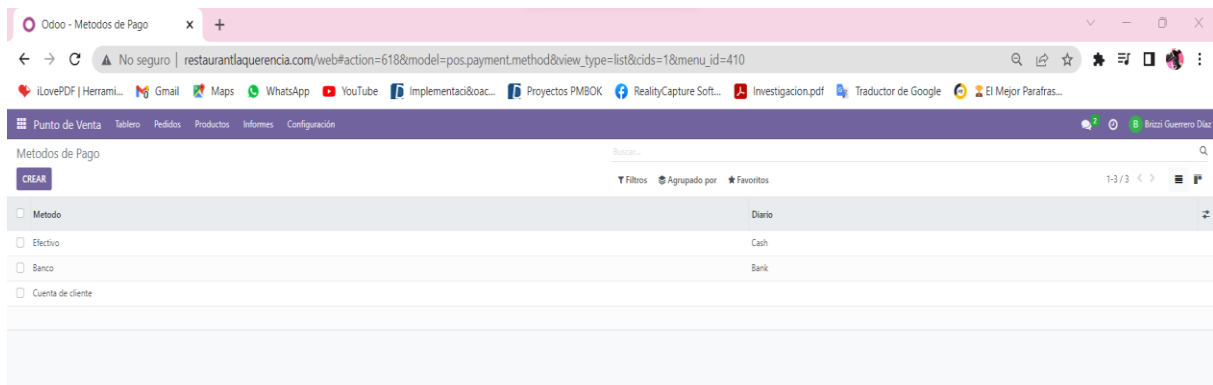 Odoo - Metodos de Pago
No seguro | restaurantlaquerencia.com/web#action=618&model=pos.payment.method&view_type=list&cids=1&menu_id=410
iLovePDF | Herrami... Gmail Maps WhatsApp YouTube Implementaci&oac... Proyectos PMBOK RealityCapture Soft... Investigacion.pdf Traductor de Google El Mejor Parafras...
Punto de Venta Tablero Pedidos Productos Informes Configuración 2 B Brizzi Guerrero Díaz
Metodos de Pago Buscar...
CREAR Filtros Agrupado por Favoritos 1-3 / 3
Metodo Diario
Efectivo Cash
Banco Bank
Cuenta de cliente